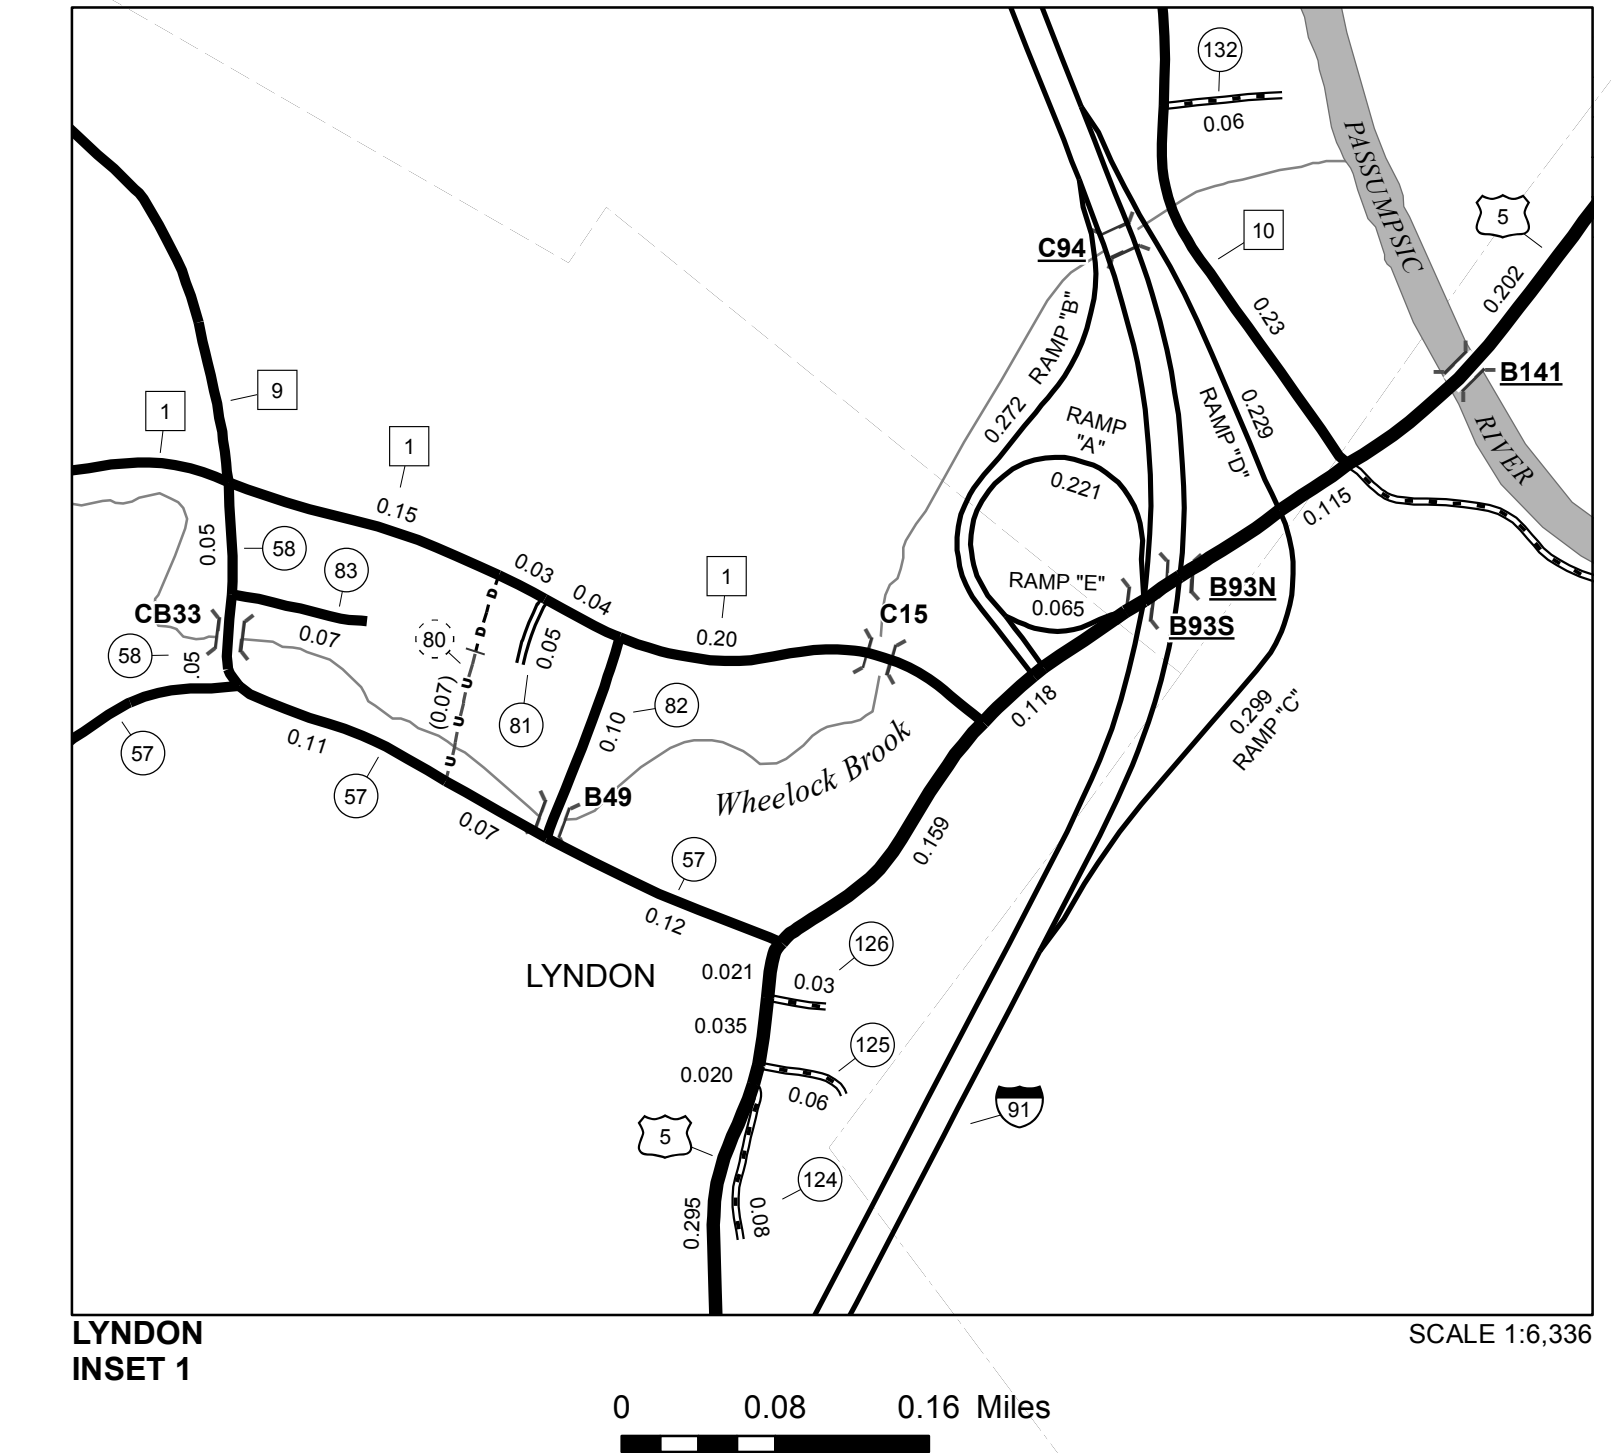 132
0.06
PASSUMPSIC
5
10
C94
0.202
0.23
RAMP "B"
B141
9
1
1
0.272
RAMP
"A"
RAMP "D"
0.229
RIVER
0.221
0.15
0.115
0.05
58
83
0.03
0.04
1
RAMP "E"
0.065
B93N
B93S
CB33
0.07
80
D
D
0.05
0.20
C15
58
.05
(0.07)
U
U
U
U
81
82
0.10
0.118
0.299
RAMP "C"
57
0.11
57
B49
Wheelock Brook
0.07
57
0.159
0.12
126
LYNDON
0.021
0.03
0.035
125
0.020
0.06
91
5
124
0.295
0.08
LYNDON
INSET 1
SCALE 1:6,336
0 0.08 0.16 Miles